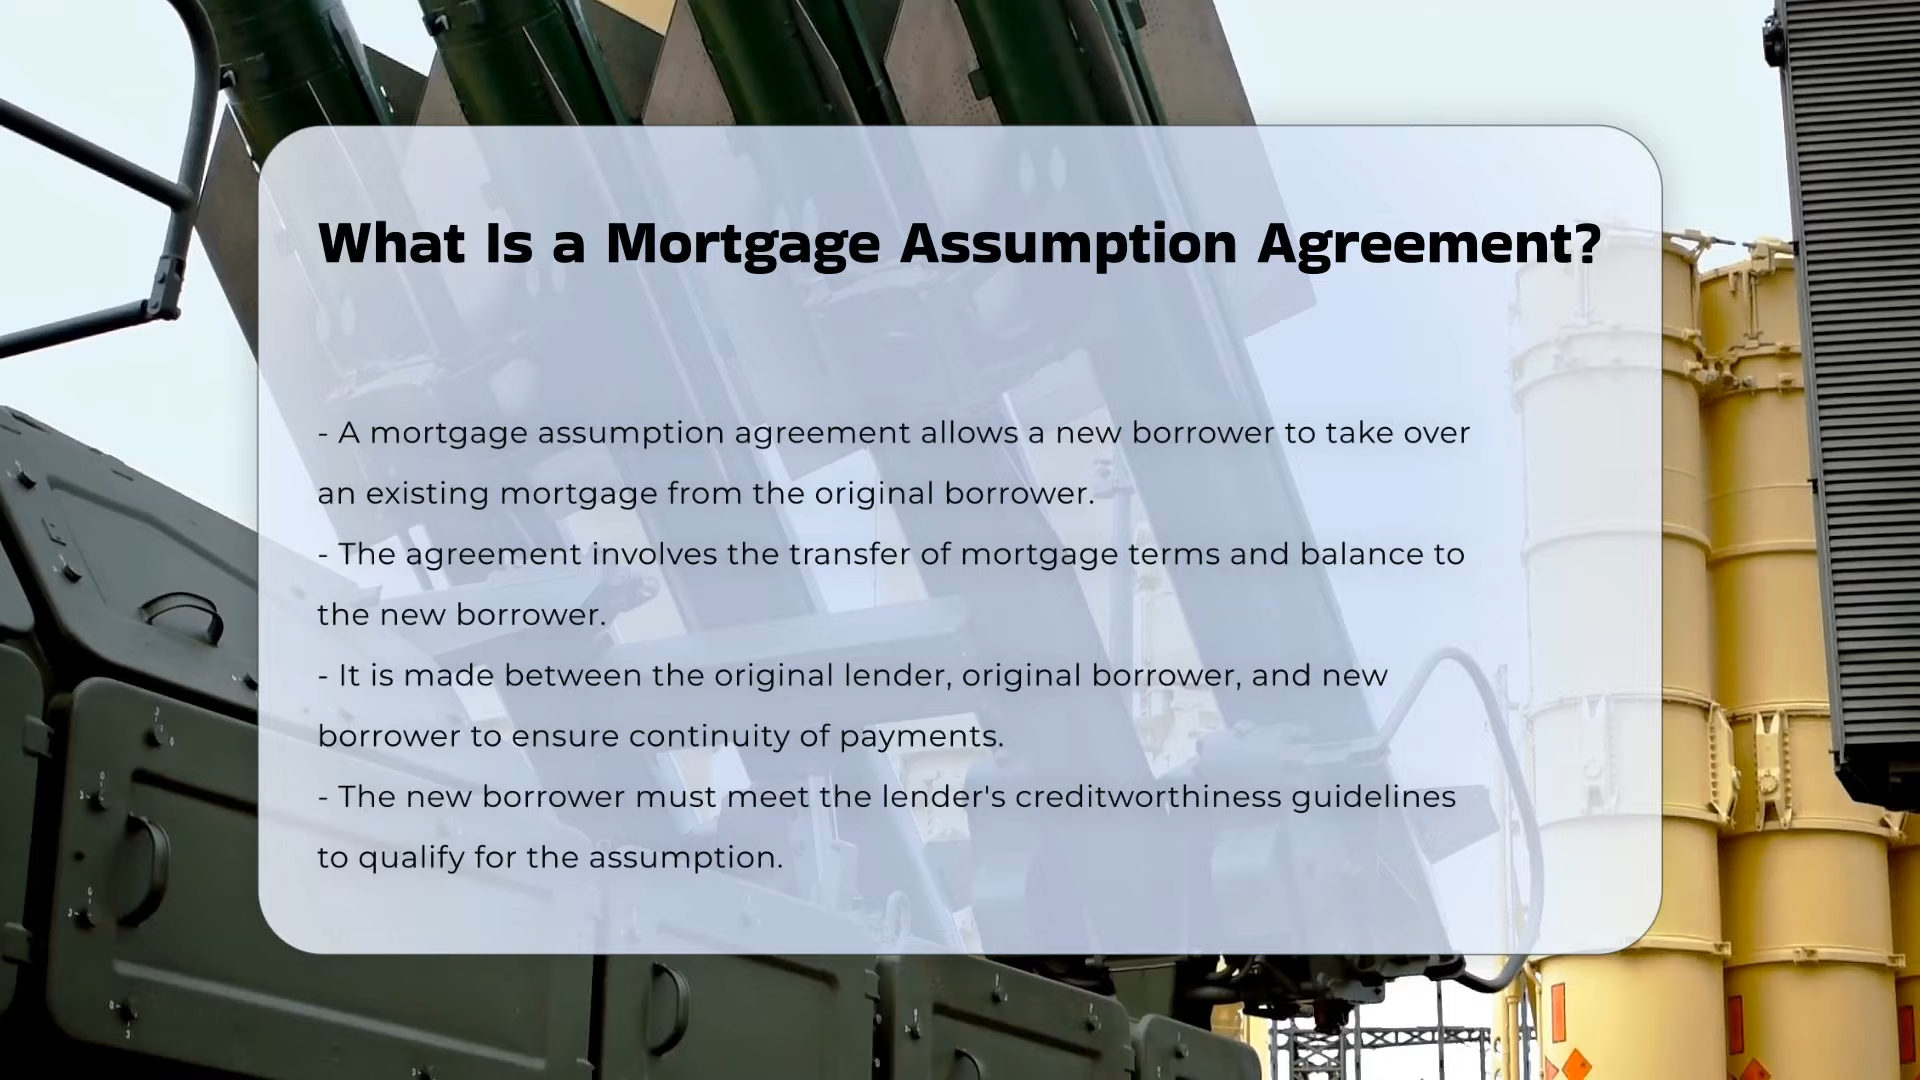 What Is a Mortgage Assumption Agreement?
- A mortgage assumption agreement allows a new borrower to take over
an existing mortgage from the original borrower.
- The agreement involves the transfer of mortgage terms and balance to
the new borrower.
- It is made between the original lender, original borrower, and new
borrower to ensure continuity of payments.
- The new borrower must meet the lender's creditworthiness guidelines
to qualify for the assumption.